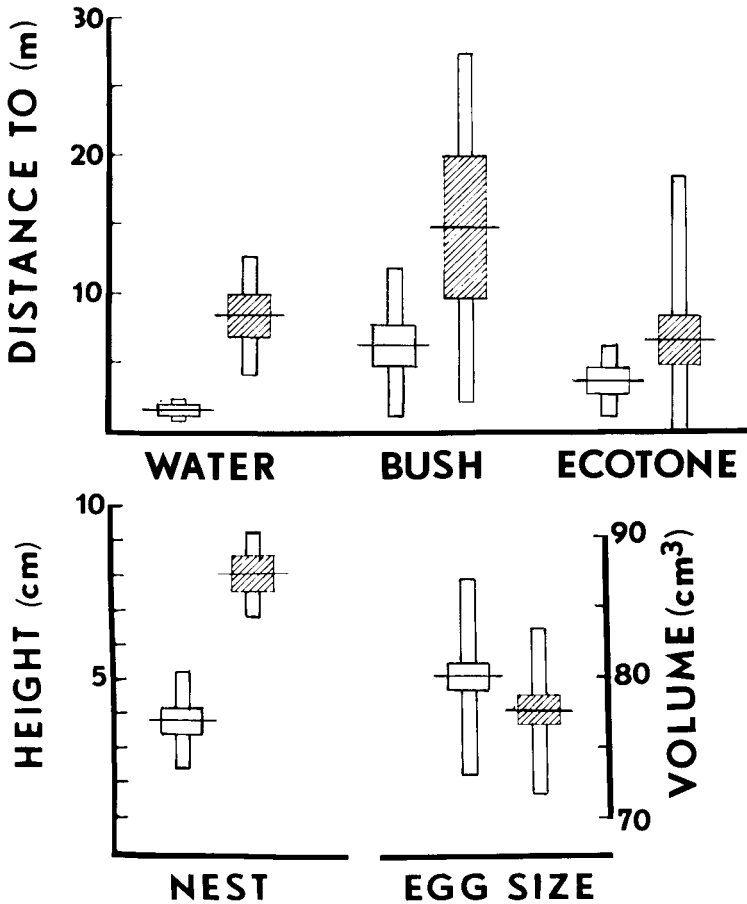 DISTANCE TO (m)
30
20
10
WATER BUSH ECOTONE
HEIGHT (cm)
10
5
90
80
70
VOLUME (cm³)
NEST EGG SIZE